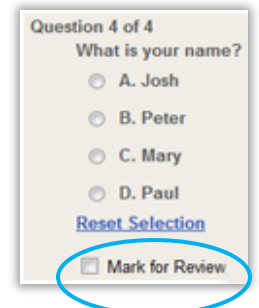 Question 4 of 4
What is your name?
A. Josh
B. Peter
C. Mary
D. Paul
Reset Selection
Mark for Review